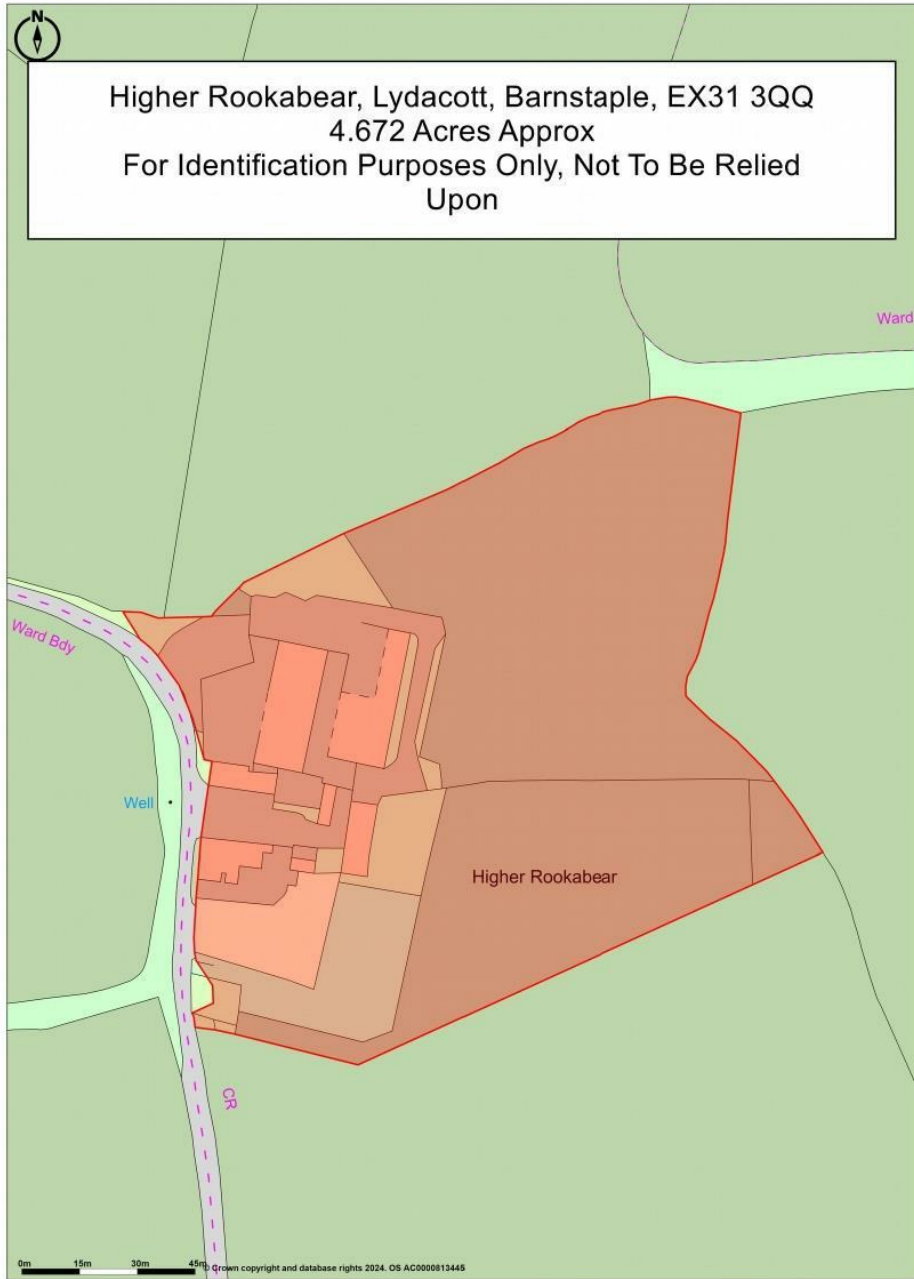 N
Higher Rookabear, Lydacott, Barnstaple, EX31 3QQ
4.672 Acres Approx
For Identification Purposes Only, Not To Be Relied
Upon
Ward
Ward Bdy
Well
Higher Rookabear
CR
0m 15m 30m 45m
© Crown copyright and database rights 2024. OS AC0000813445